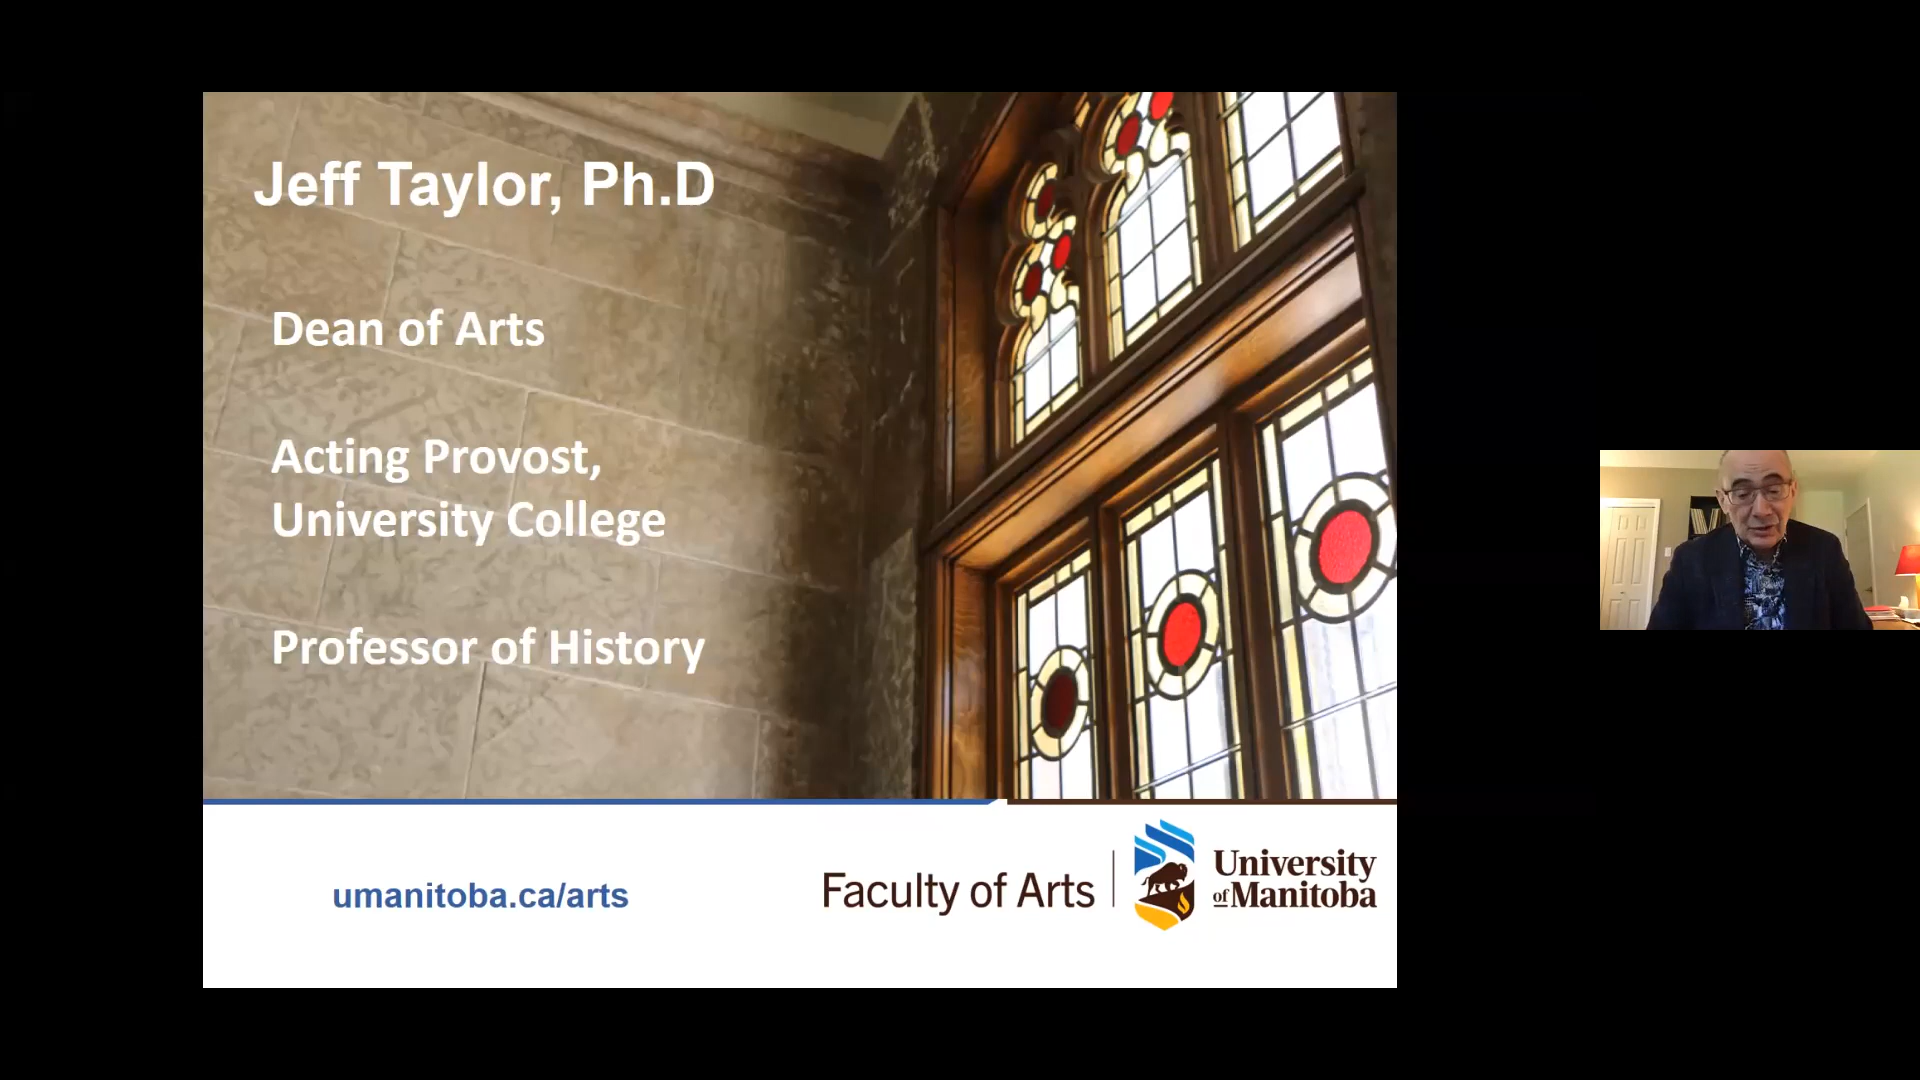 Jeff Taylor, Ph.D
Dean of Arts
Acting Provost,
University College
Professor of History
umanitoba.ca/arts
Faculty of Arts
University
of Manitoba